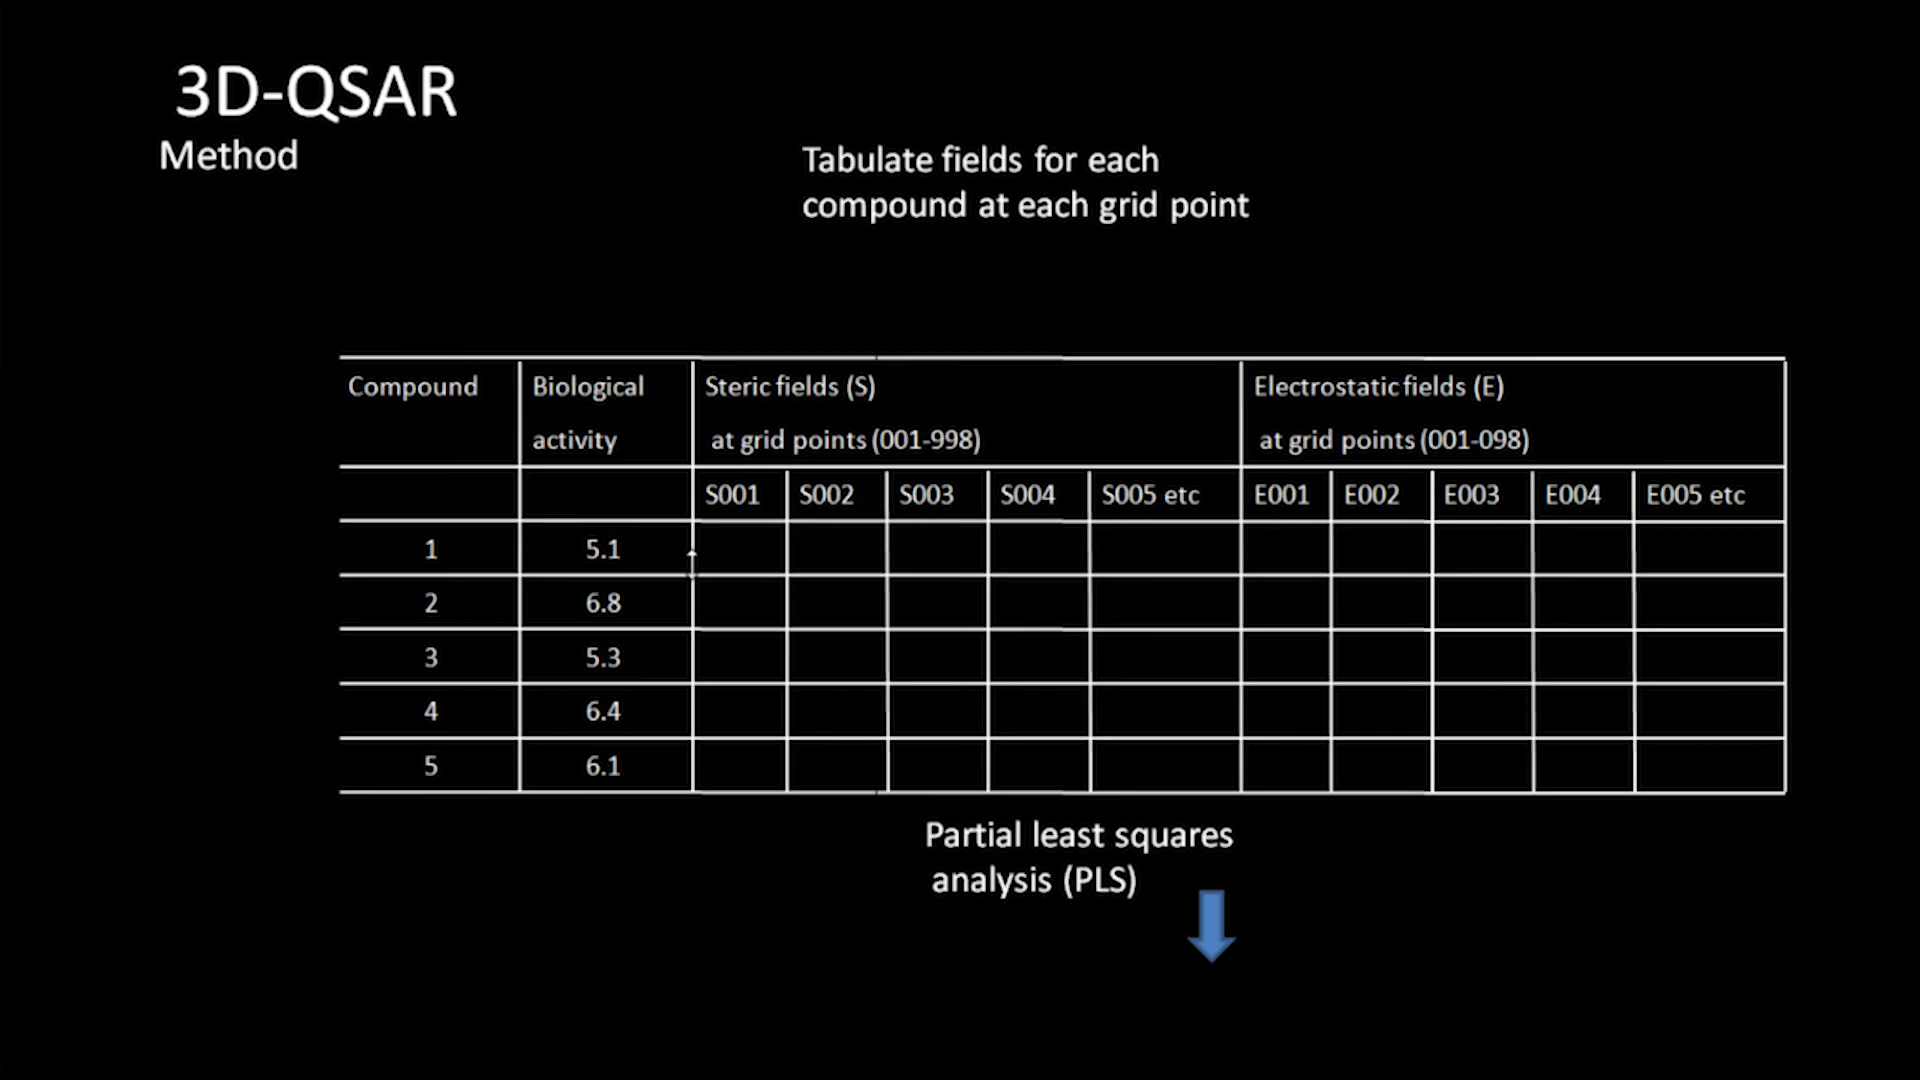 3D-QSAR
Method
Tabulate fields for each
compound at each grid point
Compound Biological activity Steric fields (S) at grid points (001-998) Electrostatic fields (E) at grid points (001-098)
S001 S002 S003 S004 S005 etc E001 E002 E003 E004 E005 etc
1 5.1
2 6.8
3 5.3
4 6.4
5 6.1
Partial least squares
analysis (PLS)